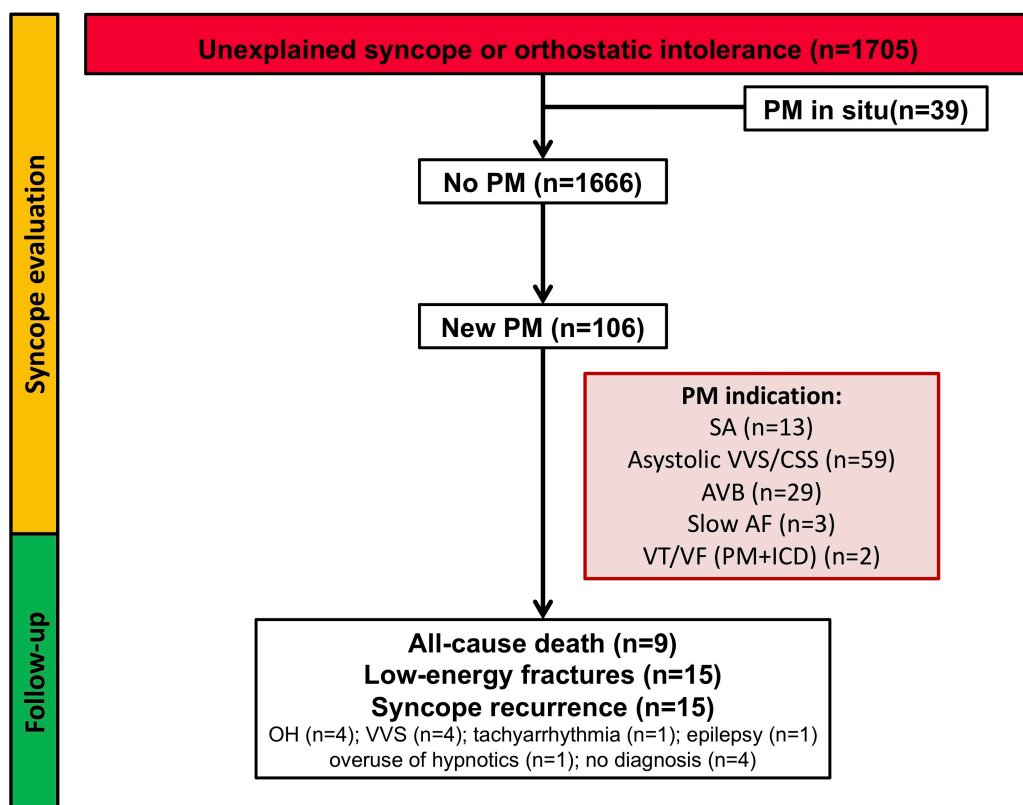 Unexplained syncope or orthostatic intolerance (n=1705)
PM in situ(n=39)
No PM (n=1666)
Syncope evaluation
New PM (n=106)
PM indication:
SA (n=13)
Asystolic VVS/CSS (n=59)
AVB (n=29)
Slow AF (n=3)
VT/VF (PM+ICD) (n=2)
Follow-up
All-cause death (n=9)
Low-energy fractures (n=15)
Syncope recurrence (n=15)
OH (n=4); VVS (n=4); tachyarrhythmia (n=1); epilepsy (n=1)
overuse of hypnotics (n=1); no diagnosis (n=4)